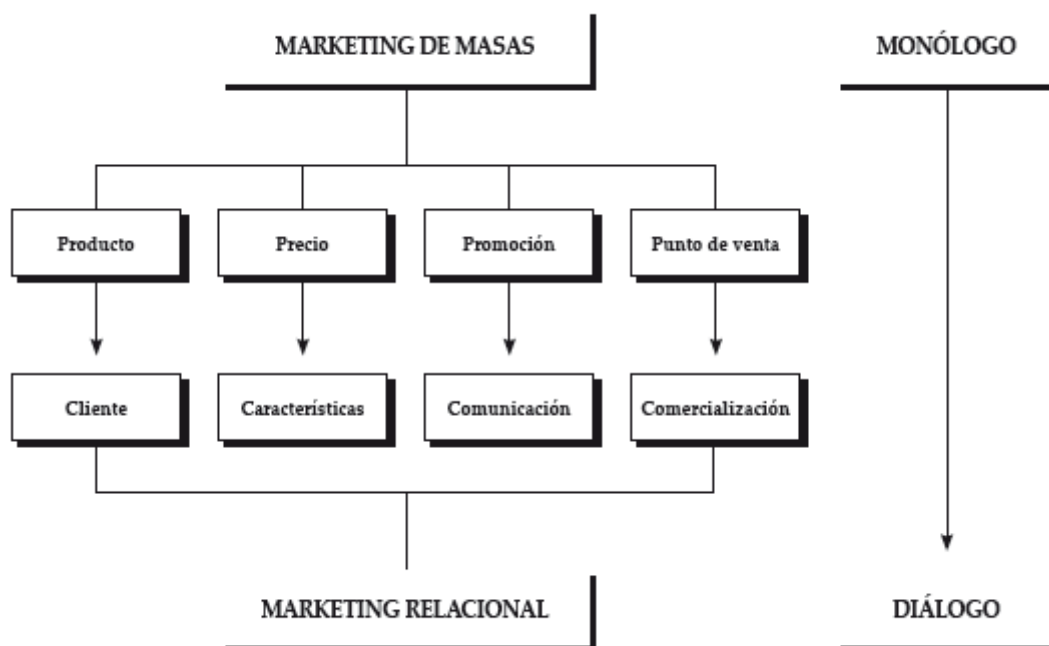 MARKETING DE MASAS
MONÓLOGO
Producto
Precio
Promoción
Punto de venta
Cliente
Características
Comunicación
Comercialización
MARKETING RELACIONAL
DIÁLOGO